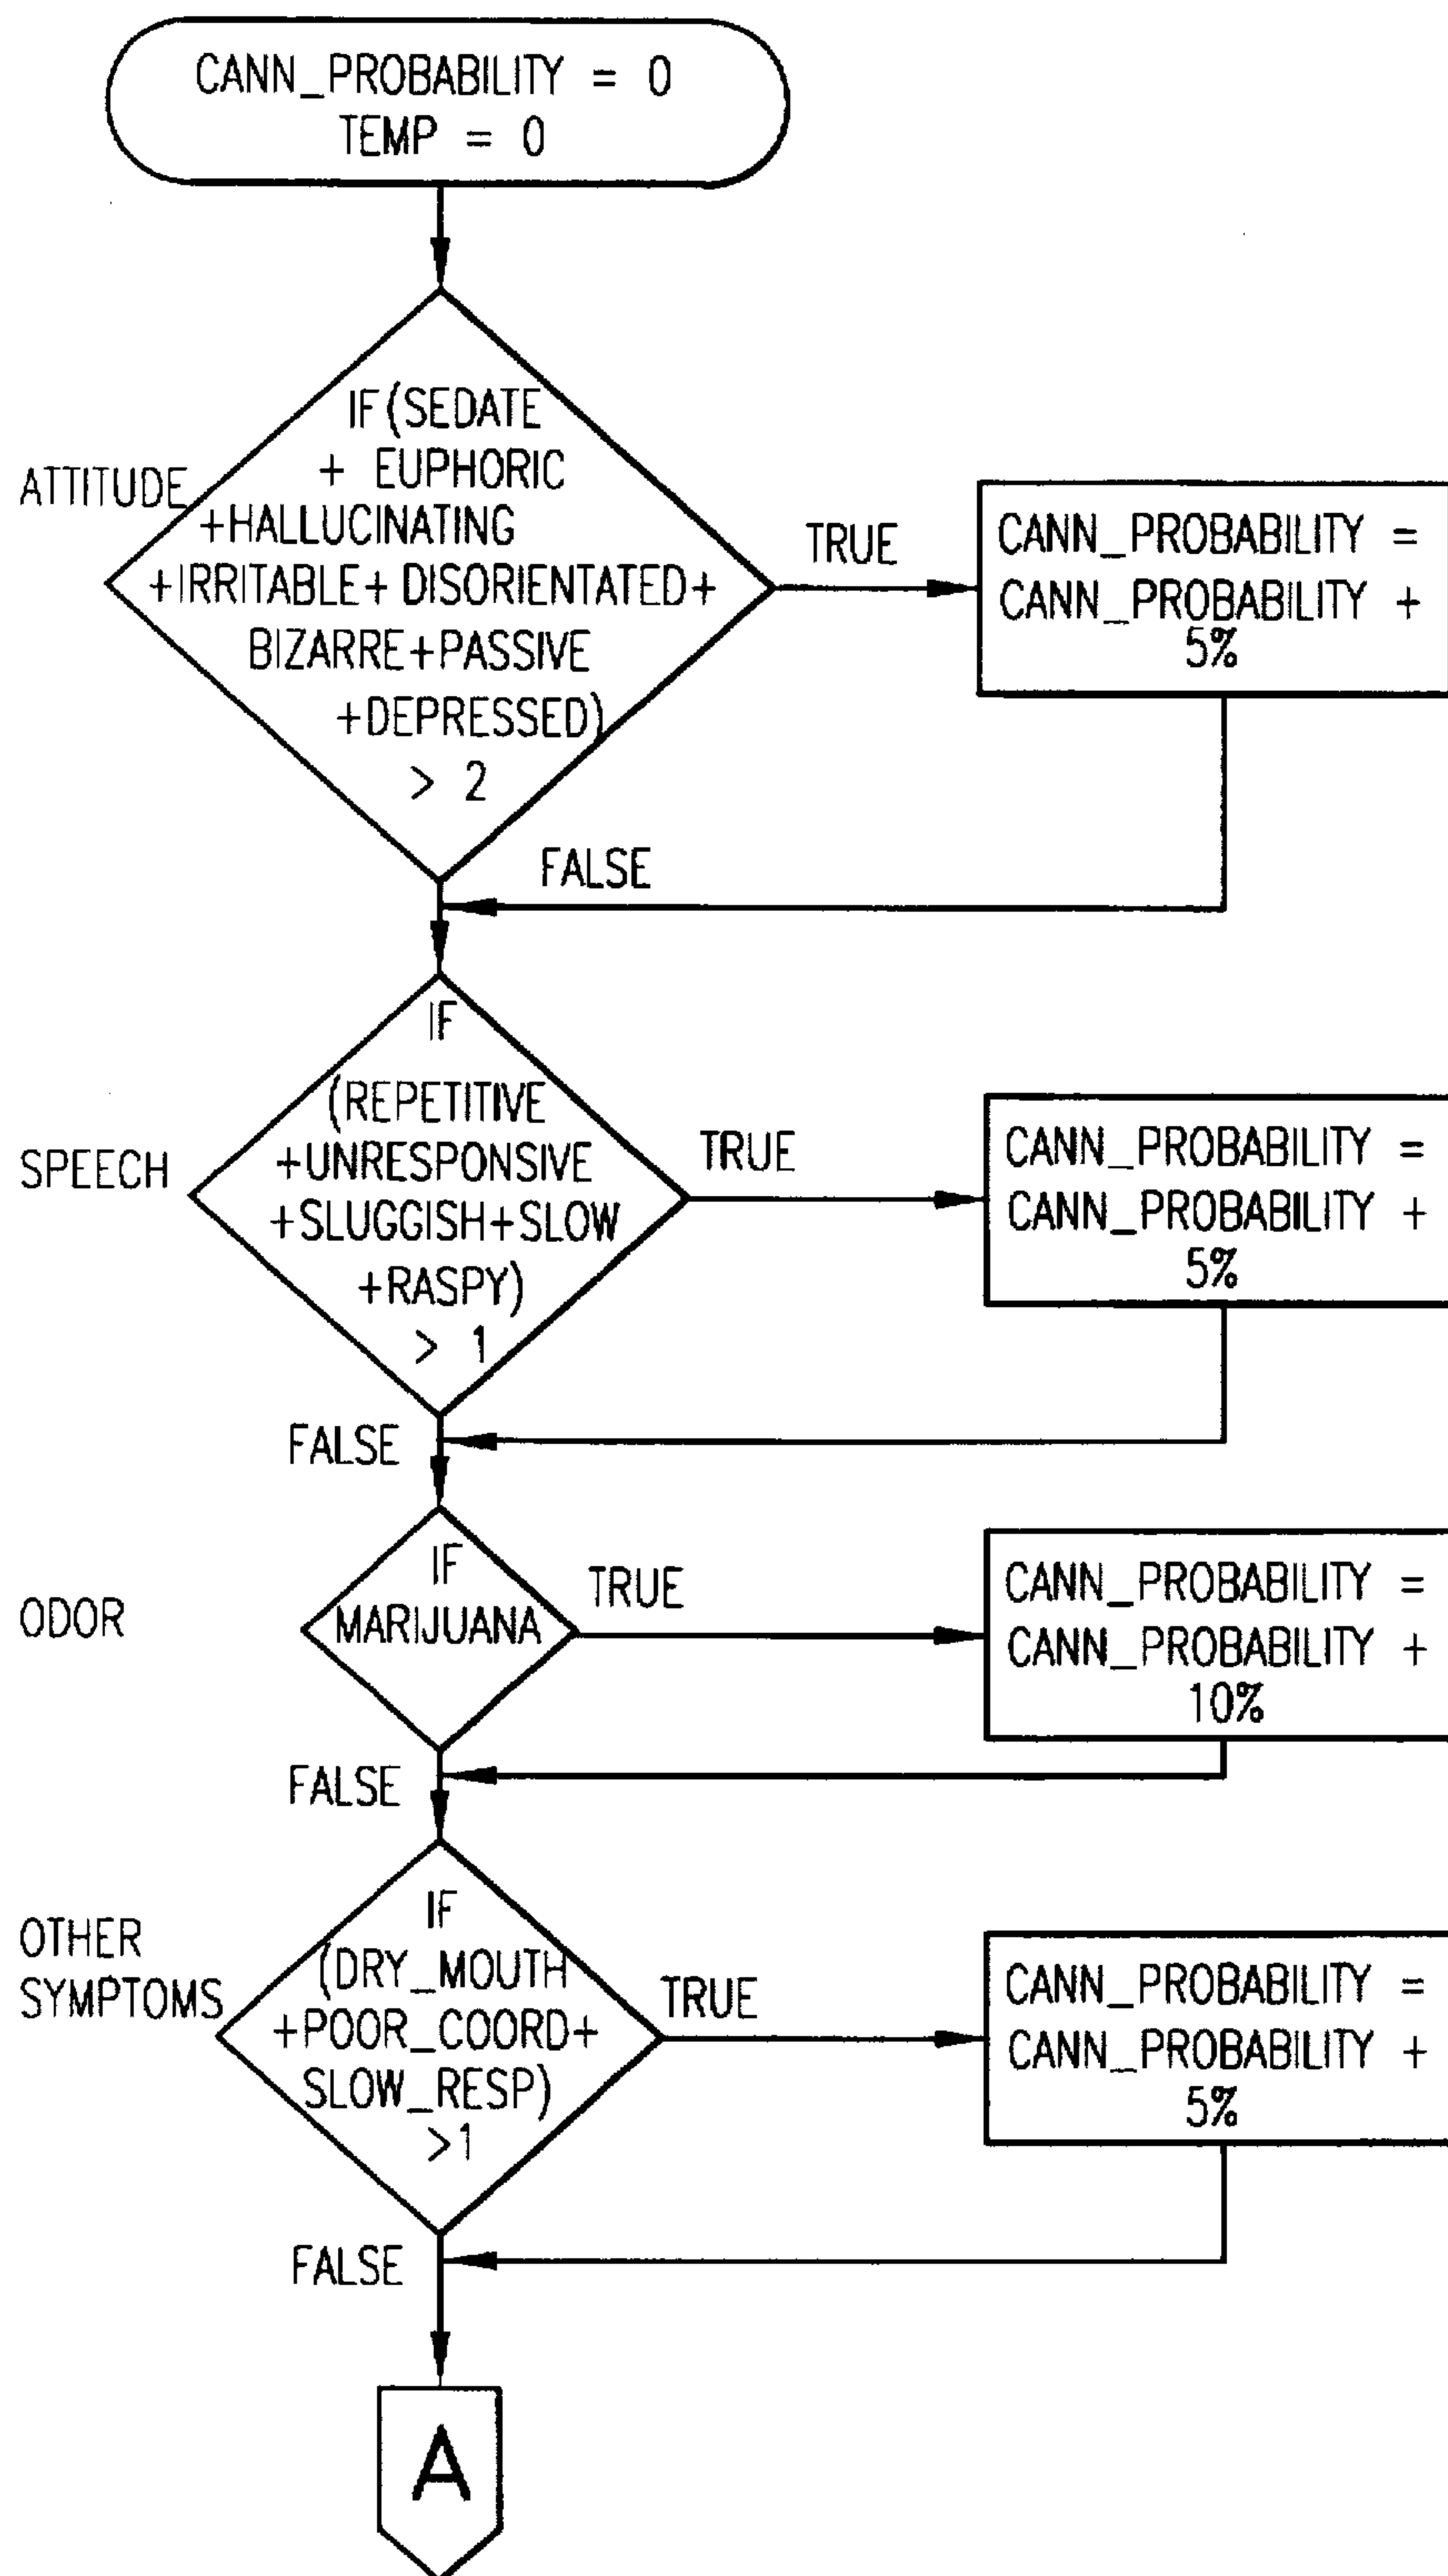 CANN_PROBABILITY = 0
TEMP = 0
ATTITUDE
IF(SEDATE
+ EUPHORIC
+HALLUCINATING
+IRRITABLE+ DISORIENTATED+
BIZARRE+PASSIVE
+DEPRESSED)
> 2
TRUE
CANN_PROBABILITY =
CANN_PROBABILITY +
5%
FALSE
SPEECH
IF
(REPETITIVE
+UNRESPONSIVE
+SLUGGISH+SLOW
+RASPY)
> 1
TRUE
CANN_PROBABILITY =
CANN_PROBABILITY +
5%
FALSE
ODOR
IF
MARIJUANA
TRUE
CANN_PROBABILITY =
CANN_PROBABILITY +
10%
FALSE
OTHER
SYMPTOMS
IF
(DRY_MOUTH
+POOR_COORD+
SLOW_RESP)
>1
TRUE
CANN_PROBABILITY =
CANN_PROBABILITY +
5%
FALSE
A